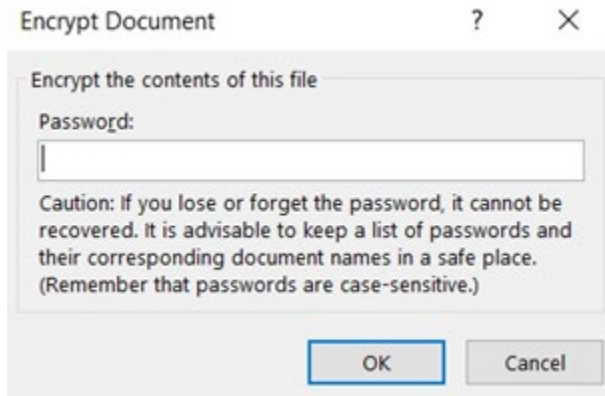 Encrypt Document ?
Encrypt the contents of this file
Password:
Caution: If you lose or forget the password, it cannot be
recovered. It is advisable to keep a list of passwords and
their corresponding document names in a safe place.
(Remember that passwords are case-sensitive.)
OK Cancel